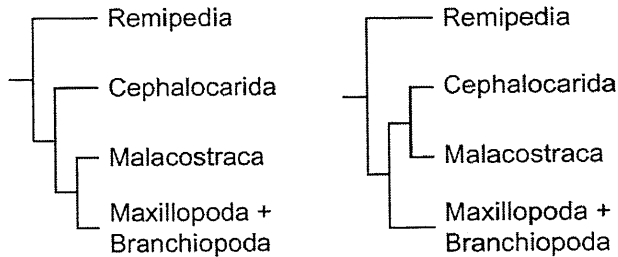 Remipedia
Cephalocarida
Malacostraca
Maxillopoda +
Branchiopoda
Remipedia
Cephalocarida
Malacostraca
Maxillopoda +
Branchiopoda